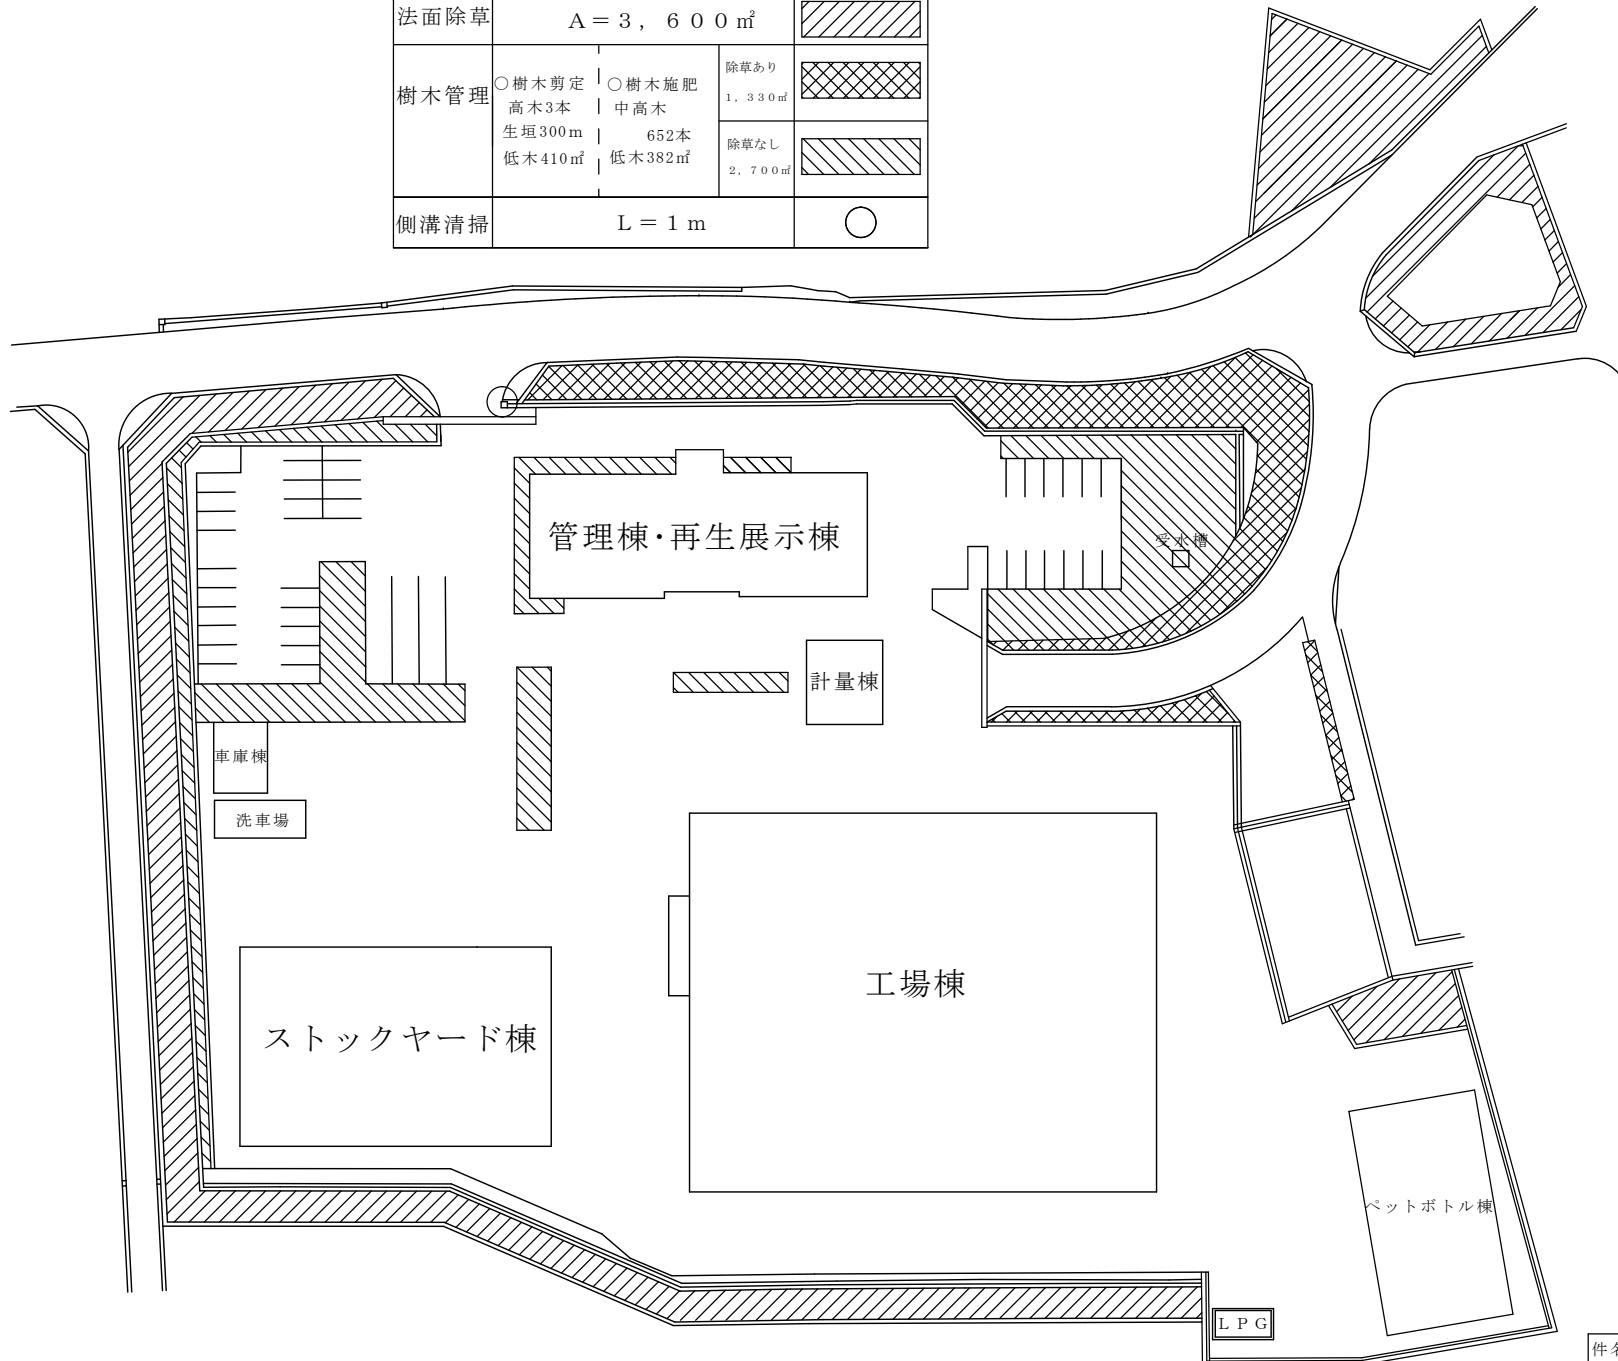 法面除草 A=3,600㎡
樹木管理
○樹木剪定
高木3本
生垣300m
低木410㎡
○樹木施肥
中高木
652本
低木382㎡
除草あり
1,330㎡
除草なし
2,700㎡
側溝清掃 L=1m
管理棟・再生展示棟
受水槽
計量棟
車庫棟
洗車場
工場棟
ストックヤード棟
ペットボトル棟
LPG